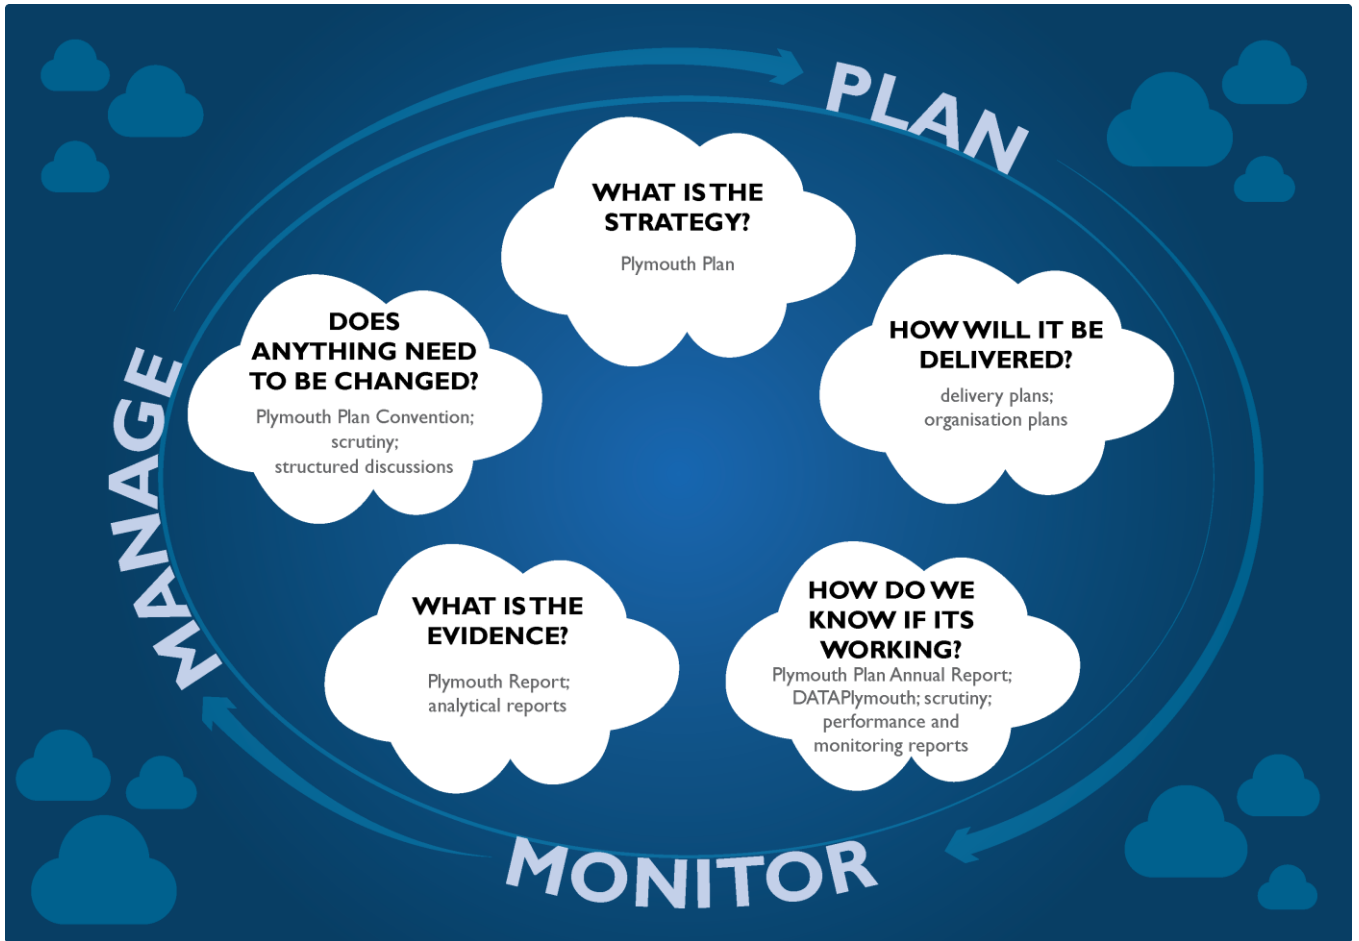 PLAN
WHAT IS THE
STRATEGY?
Plymouth Plan
HOW WILL IT BE
DELIVERED?
delivery plans;
organisation plans
HOW DO WE
KNOW IF ITS
WORKING?
Plymouth Plan Annual Report;
DATAPlymouth; scrutiny;
performance and
monitoring reports
MONITOR
WHAT IS THE
EVIDENCE?
Plymouth Report;
analytical reports
MANAGE
DOES
ANYTHING NEED
TO BE CHANGED?
Plymouth Plan Convention;
scrutiny;
structured discussions